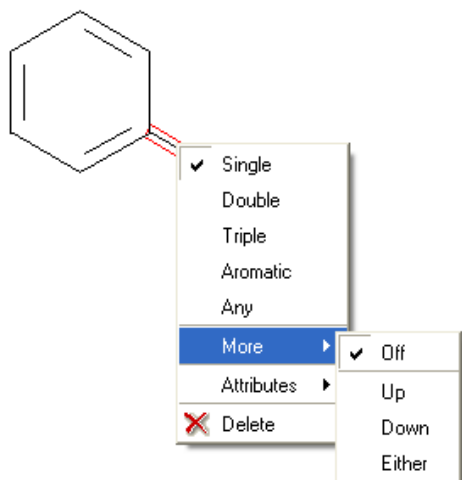 Single
Double
Triple
Aromatic
Any
More
Attributes
Delete
Off
Up
Down
Either